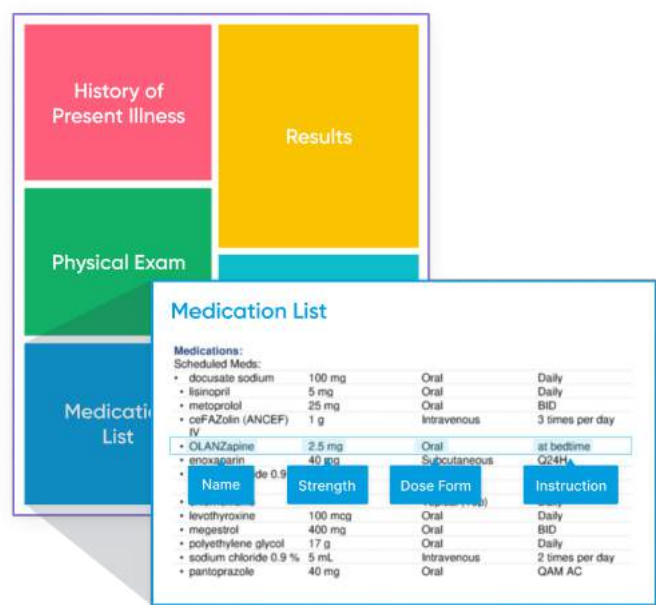 History of
Present Illness
Results
Physical Exam
List
Medication List
Medications:
Scheduled Meds:
• docusate sodium 100 mg Oral Daily
• lisinopril 5 mg Oral Daily
• metoprolol 25 mg Oral BID
• ceFAZolin (ANCEF) 1 g Intravenous 3 times per day
IV
• OLANZapine 2.5 mg Oral at bedtime
• enoxaparin 40 mg Subcutaneous Q24H
0.9
Name Strength Dose Form Instruction
• levothyroxine 100 mcg Oral Daily
• megestrol 400 mg Oral BID
• polyethylene glycol 17 g Oral Daily
• sodium chloride 0.9 % 5 mL Intravenous 2 times per day
• pantoprazole 40 mg Oral QAM AC